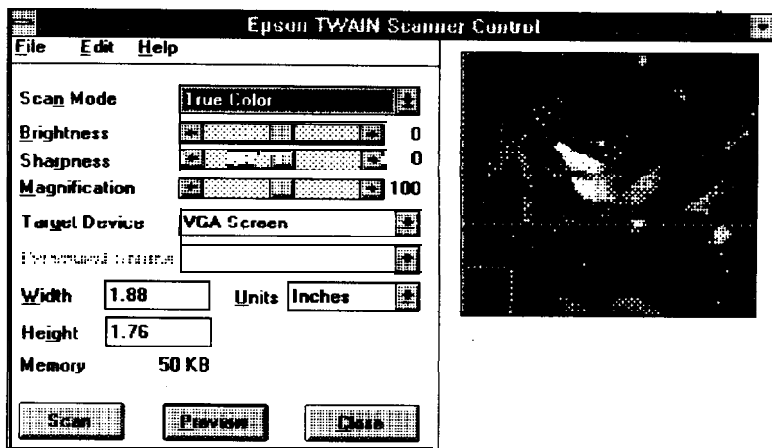 Epson TWAIN Scanner Control
File Edit Help
Scan Mode True Color
Brightness 0
Sharpness 0
Magnification 100
Target Device VGA Screen
Width 1.88 Units Inches
Height 1.76
Memory 50 KB
Scan Preview Close